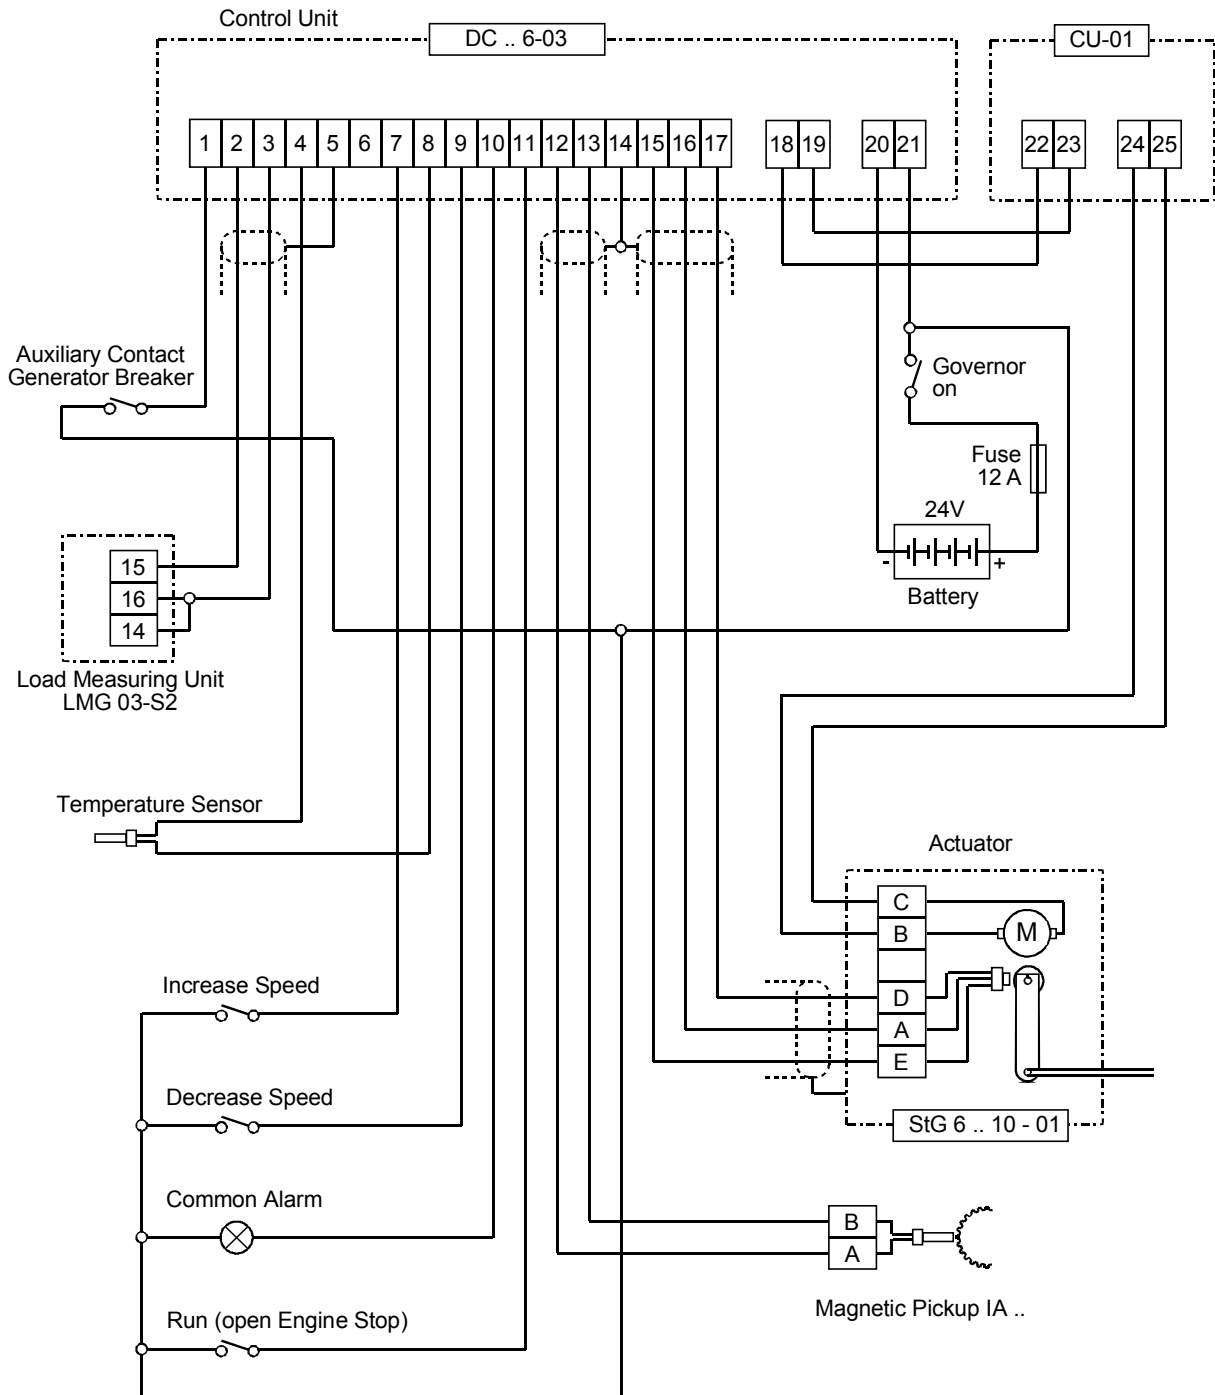 Control Unit
DC .. 6-03
CU-01
1 2 3 4 5 6 7 8 9 10 11 12 13 14 15 16 17 18 19 20 21 22 23 24 25
Auxiliary Contact
Generator Breaker
Governor
on
Fuse
12 A
24V
- +
Battery
15
16
14
Load Measuring Unit
LMG 03-S2
Temperature Sensor
Actuator
C
B
M
D
A
E
StG 6 .. 10 - 01
Increase Speed
Decrease Speed
Common Alarm
Run (open Engine Stop)
B
A
Magnetic Pickup IA ..